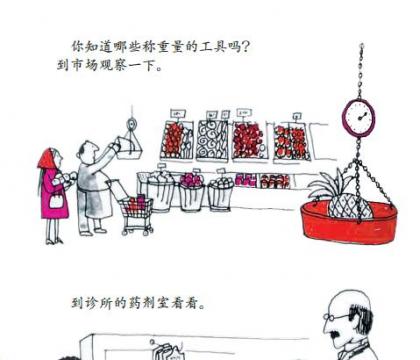 你知道哪些称重量的工具吗？
到市场观察一下。
到诊所的药剂室看看。